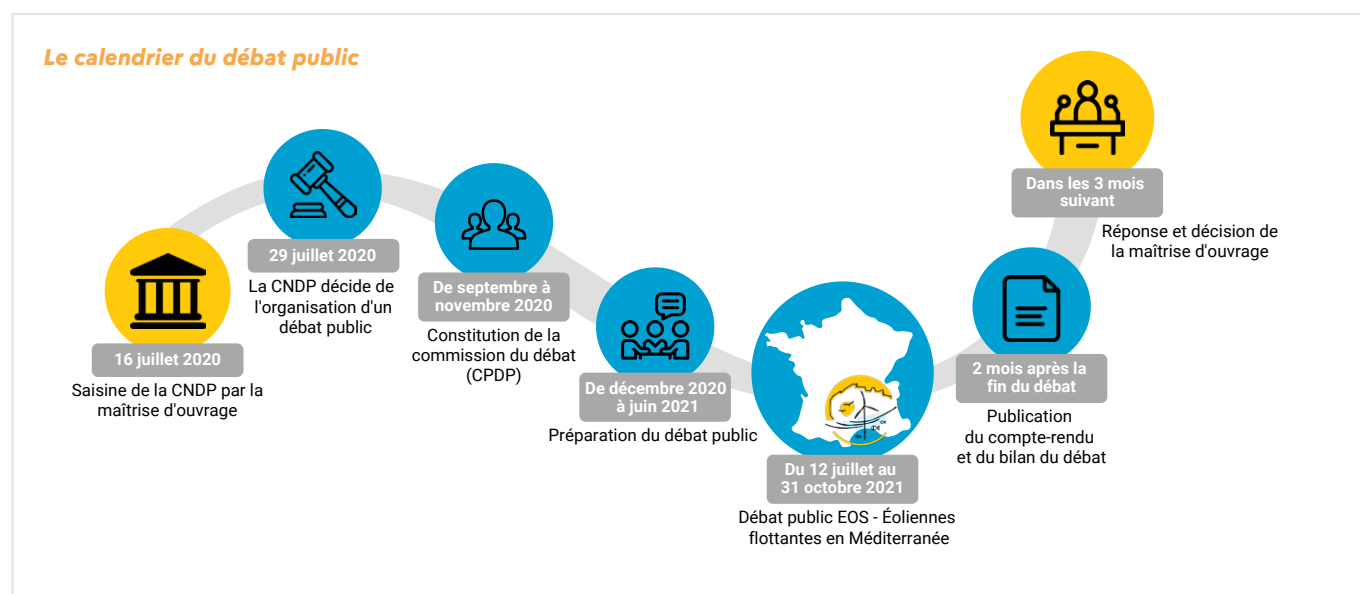 Le calendrier du débat public
16 juillet 2020
Saisine de la CNDP par la
maîtrise d'ouvrage
29 juillet 2020
La CNDP décide de
l'organisation d'un
débat public
De septembre à
novembre 2020
Constitution de la
commission du débat
(CPDP)
De décembre 2020
à juin 2021
Préparation du débat public
Du 12 juillet au
31 octobre 2021
Débat public EOS - Éoliennes
flottantes en Méditerranée
2 mois après la
fin du débat
Publication
du compte-rendu
et du bilan du débat
Dans les 3 mois
suivant
Réponse et décision de
la maîtrise d'ouvrage